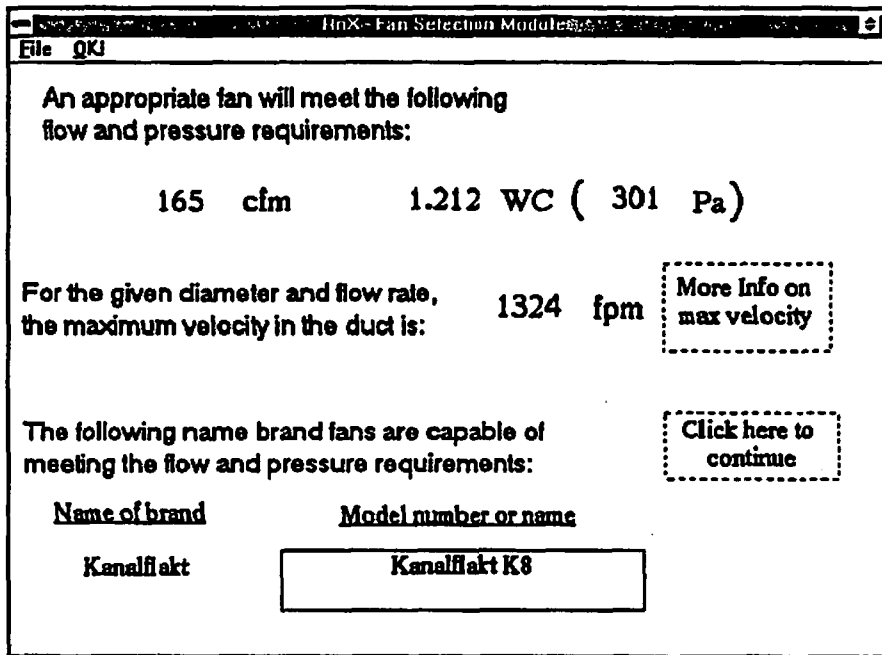 RnX - Fan Selection Module
File QKI
An appropriate fan will meet the following
flow and pressure requirements:
165 cfm 1.212 WC ( 301 Pa)
For the given diameter and flow rate,
the maximum velocity in the duct is:
1324 fpm
More Info on
max velocity
The following name brand fans are capable of
meeting the flow and pressure requirements:
Click here to
continue
Name of brand Model number or name
Kanalflakt Kanalflakt K8